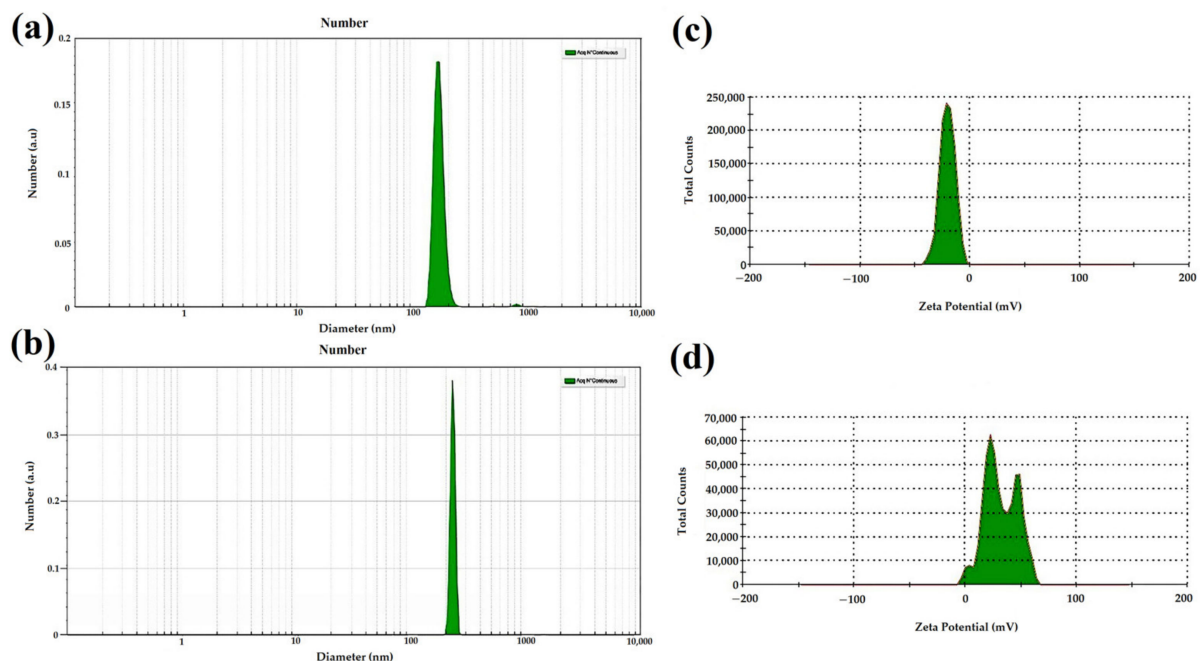 (a)
Number
0.2
0.15
0.1
0.05
0
Number (a.u)
Acq N°Continuous
1
10
100
1000
10,000
Diameter (nm)
(b)
Number
0.4
0.3
0.2
0.1
0
Number (a.u)
Acq N°Continuous
1
10
100
1000
10,000
Diameter (nm)
(c)
250,000
200,000
150,000
100,000
50,000
0
Total Counts
−200
−100
0
100
200
Zeta Potential (mV)
(d)
70,000
60,000
50,000
40,000
30,000
20,000
10,000
0
Total Counts
−200
−100
0
100
200
Zeta Potential (mV)